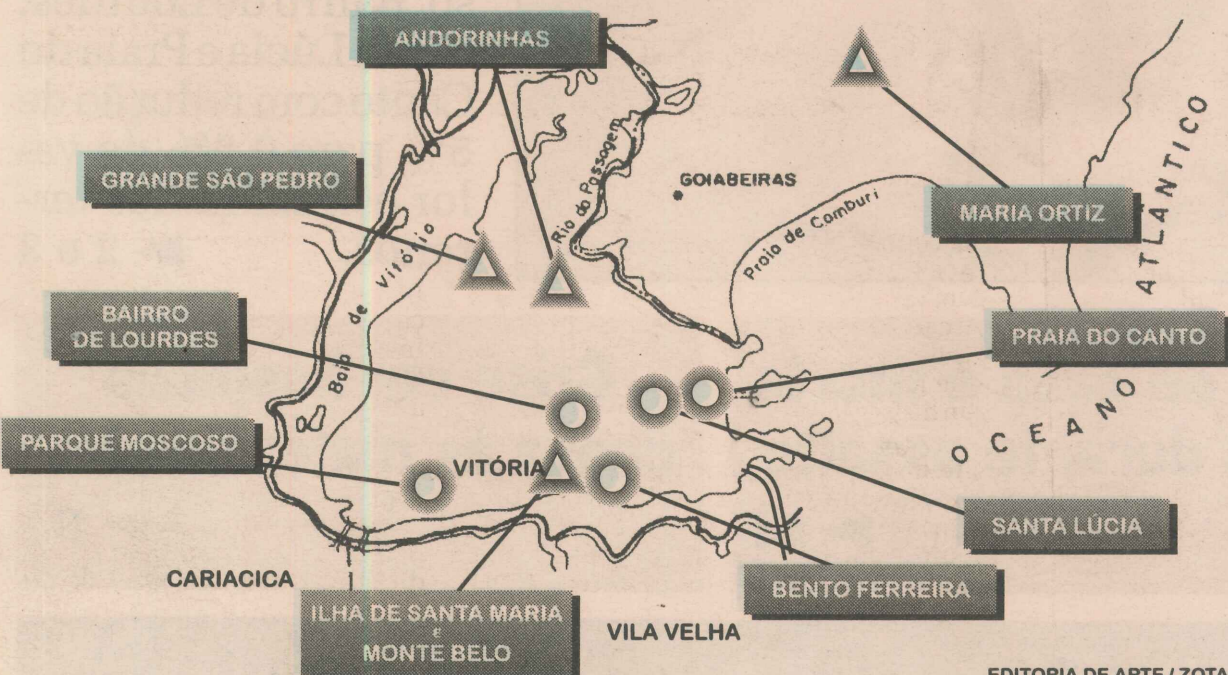 ANDORINHAS
GRANDE SÃO PEDRO
Rio da Passagem
GOIABEIRAS
Praia de Camburi
MARIA ORTIZ
ATLÂNTICO
OCEANO
Baia de Vitória
BAIRRO
DE LOURDES
PRAIA DO CANTO
PARQUE MOSCOSO
VITÓRIA
SANTA LÚCIA
CARIACICA
BENTO FERREIRA
ILHA DE SANTA MARIA
E
MONTE BELO
VILA VELHA
EDITORIA DE ARTE / ZOTA